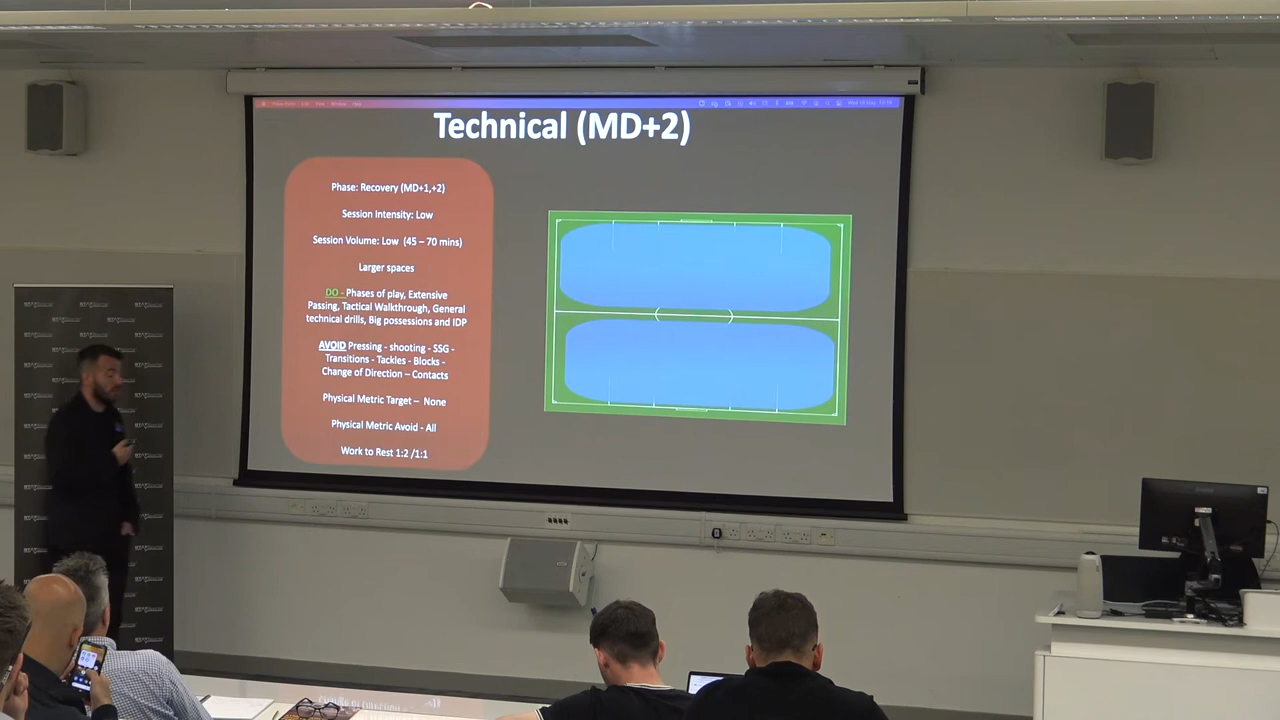 Technical (MD+2)
Phase: Recovery (MD+1,+2)
Session Intensity: Low
Session Volume: Low (45 – 70 mins)
Larger spaces
DO - Phases of play, Extensive
Passing, Tactical Walkthrough, General
technical drills, Big possessions and IDP
AVOID Pressing - shooting - SSG -
Transitions - Tackles - Blocks -
Change of Direction – Contacts
Physical Metric Target – None
Physical Metric Avoid - All
Work to Rest 1:2 /1:1